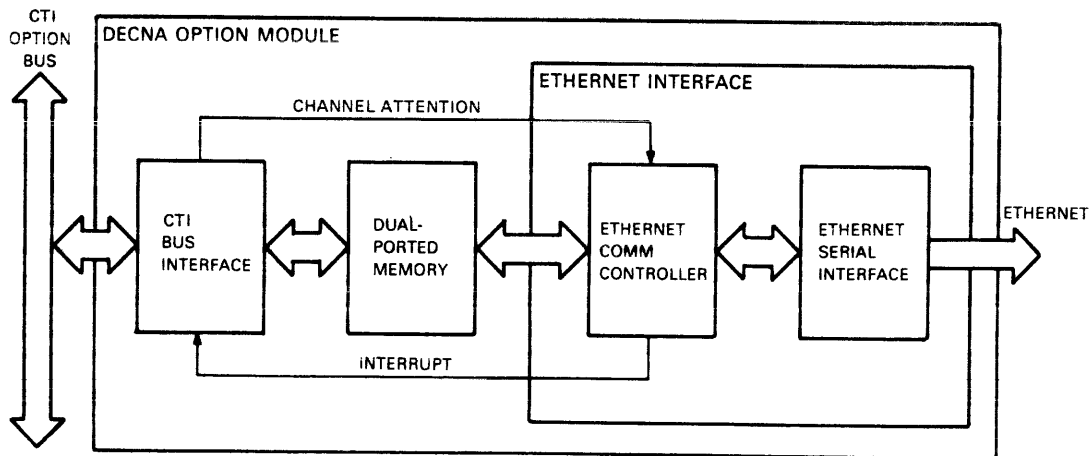 CTI
OPTION
BUS
DECNA OPTION MODULE
ETHERNET INTERFACE
CHANNEL ATTENTION
CTI
BUS
INTERFACE
DUAL-
PORTED
MEMORY
ETHERNET
COMM
CONTROLLER
ETHERNET
SERIAL
INTERFACE
ETHERNET
INTERRUPT